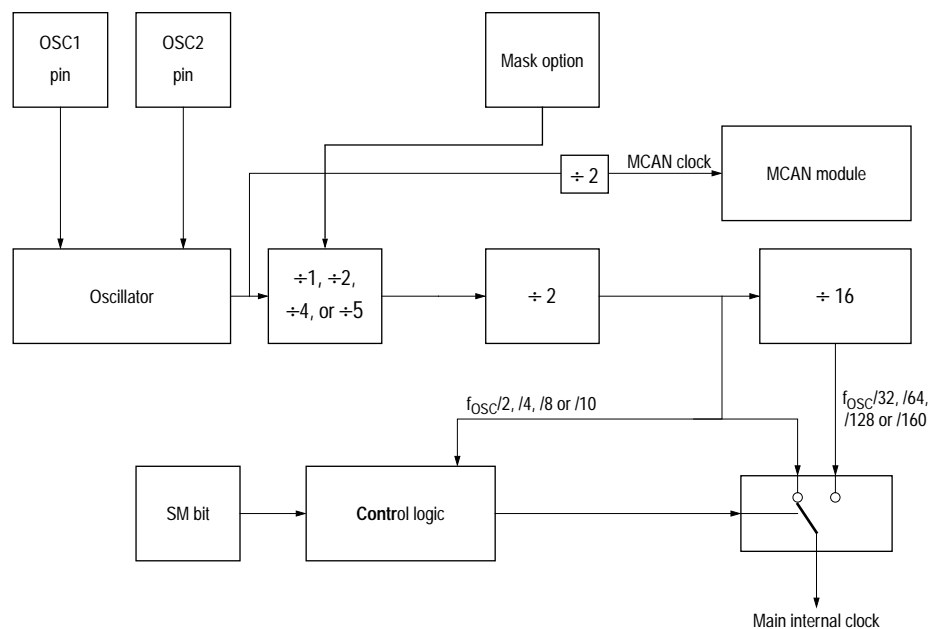 OSC1
pin
OSC2
pin
Mask option
MCAN clock
÷ 2
MCAN module
Oscillator
÷1, ÷2,
÷4, or ÷5
÷ 2
÷ 16
fOSC/2, /4, /8 or /10
fOSC/32, /64,
/128 or /160
SM bit
Control logic
Main internal clock